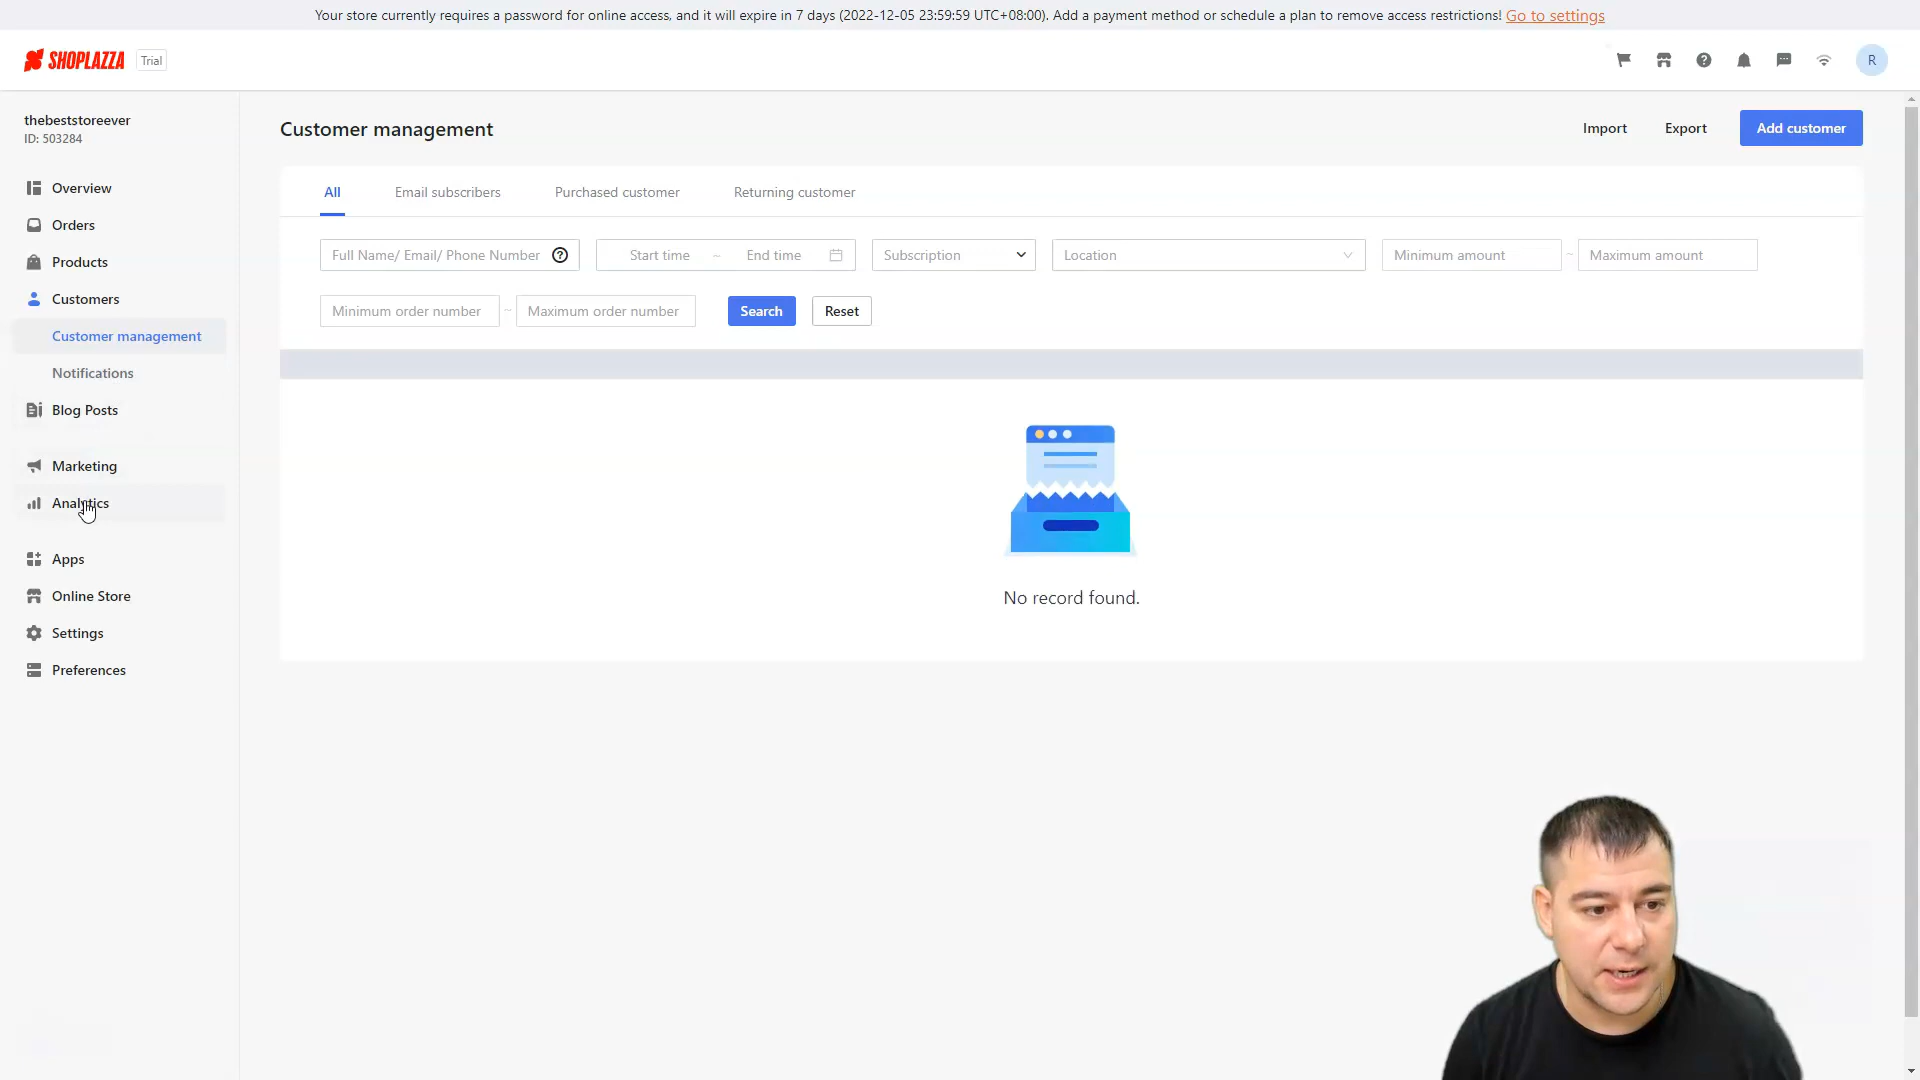 Your store currently requires a password for online access, and it will expire in 7 days (2022-12-05 23:59:59 UTC+08:00). Add a payment method or schedule a plan to remove access restrictions! Go to settings
SHOPLAZZA Trial
R
thebeststoreever
ID: 503284
Overview
Orders
Products
Customers
Customer management
Notifications
Blog Posts
Marketing
Analytics
Apps
Online Store
Settings
Preferences
Customer management
Import Export Add customer
All Email subscribers Purchased customer Returning customer
Full Name/ Email/ Phone Number Start time ~ End time Subscription Location Minimum amount ~ Maximum amount
Minimum order number ~ Maximum order number Search Reset
No record found.